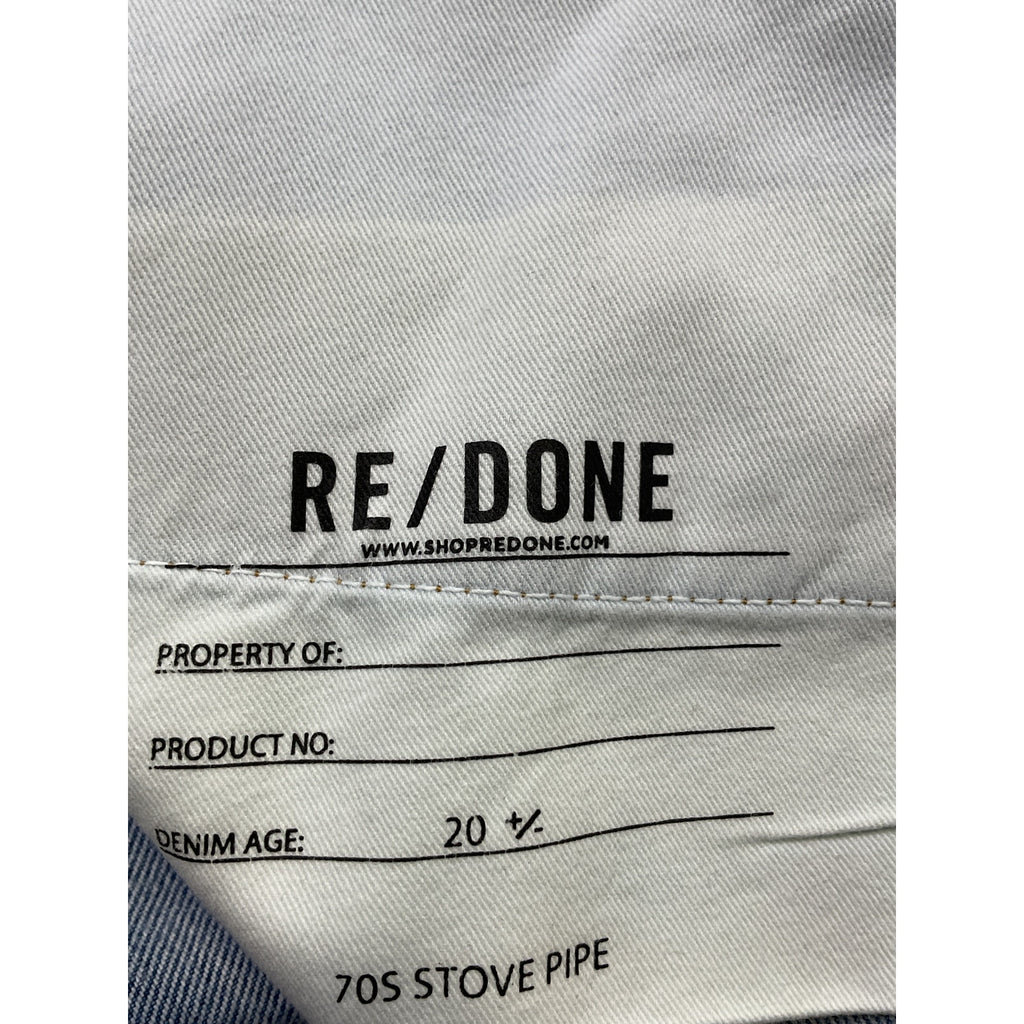 RE/DONE
WWW.SHOPREDONE.COM
PROPERTY OF:
PRODUCT NO:
DENIM AGE: 20 +/-
70S STOVE PIPE